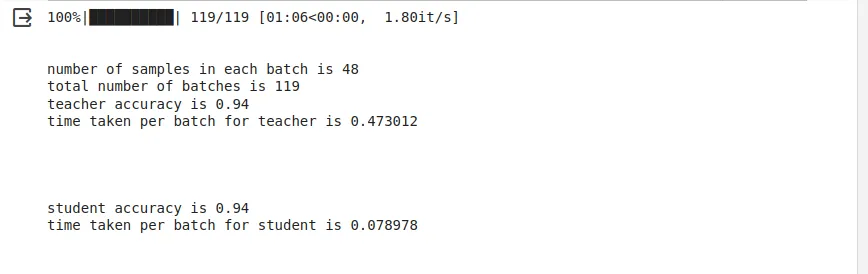 100%|██████████| 119/119 [01:06<00:00,  1.80it/s]
number of samples in each batch is 48
total number of batches is 119
teacher accuracy is 0.94
time taken per batch for teacher is 0.473012
student accuracy is 0.94
time taken per batch for student is 0.078978